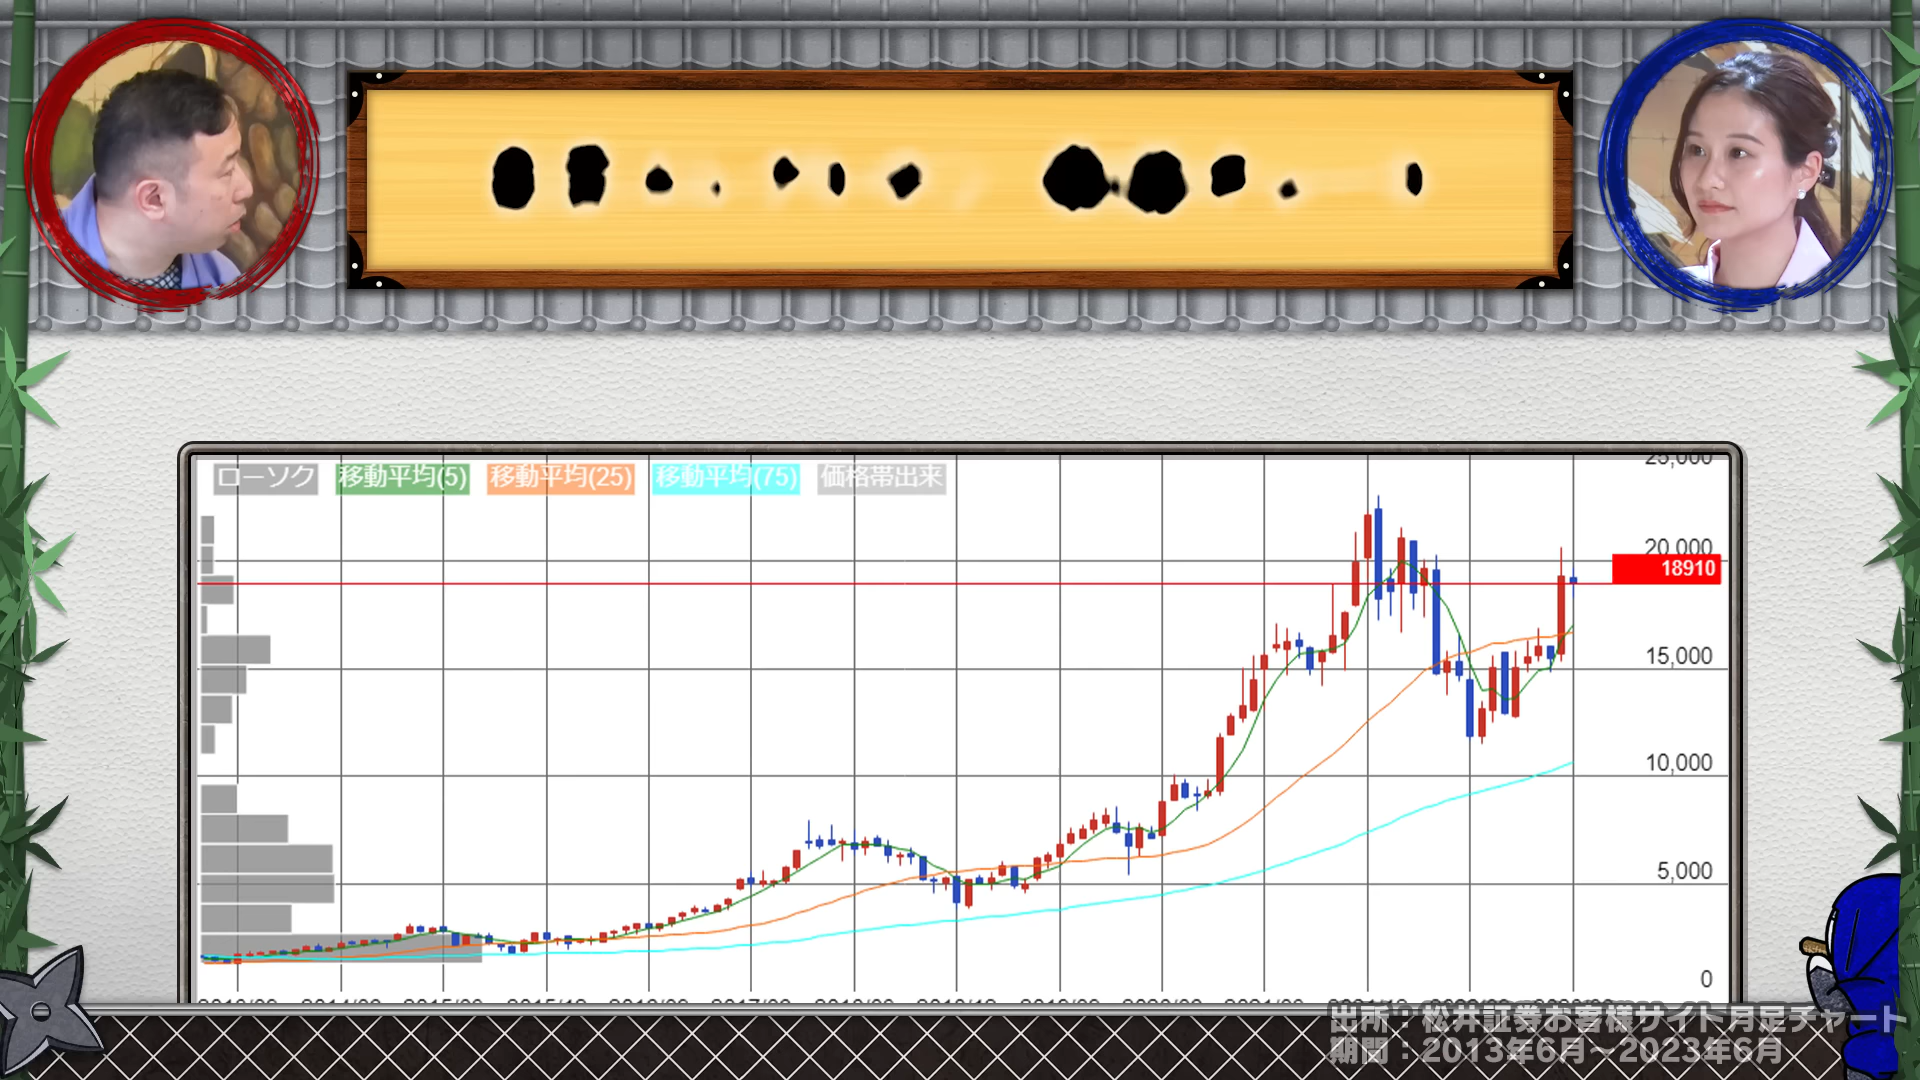 ローソク 移動平均(5) 移動平均(25) 移動平均(75) 価格帯出来
25,000
20,000
18910
15,000
10,000
5,000
0
出所：松井証券お客様サイト月足チャート
期間：2013年6月～2023年6月